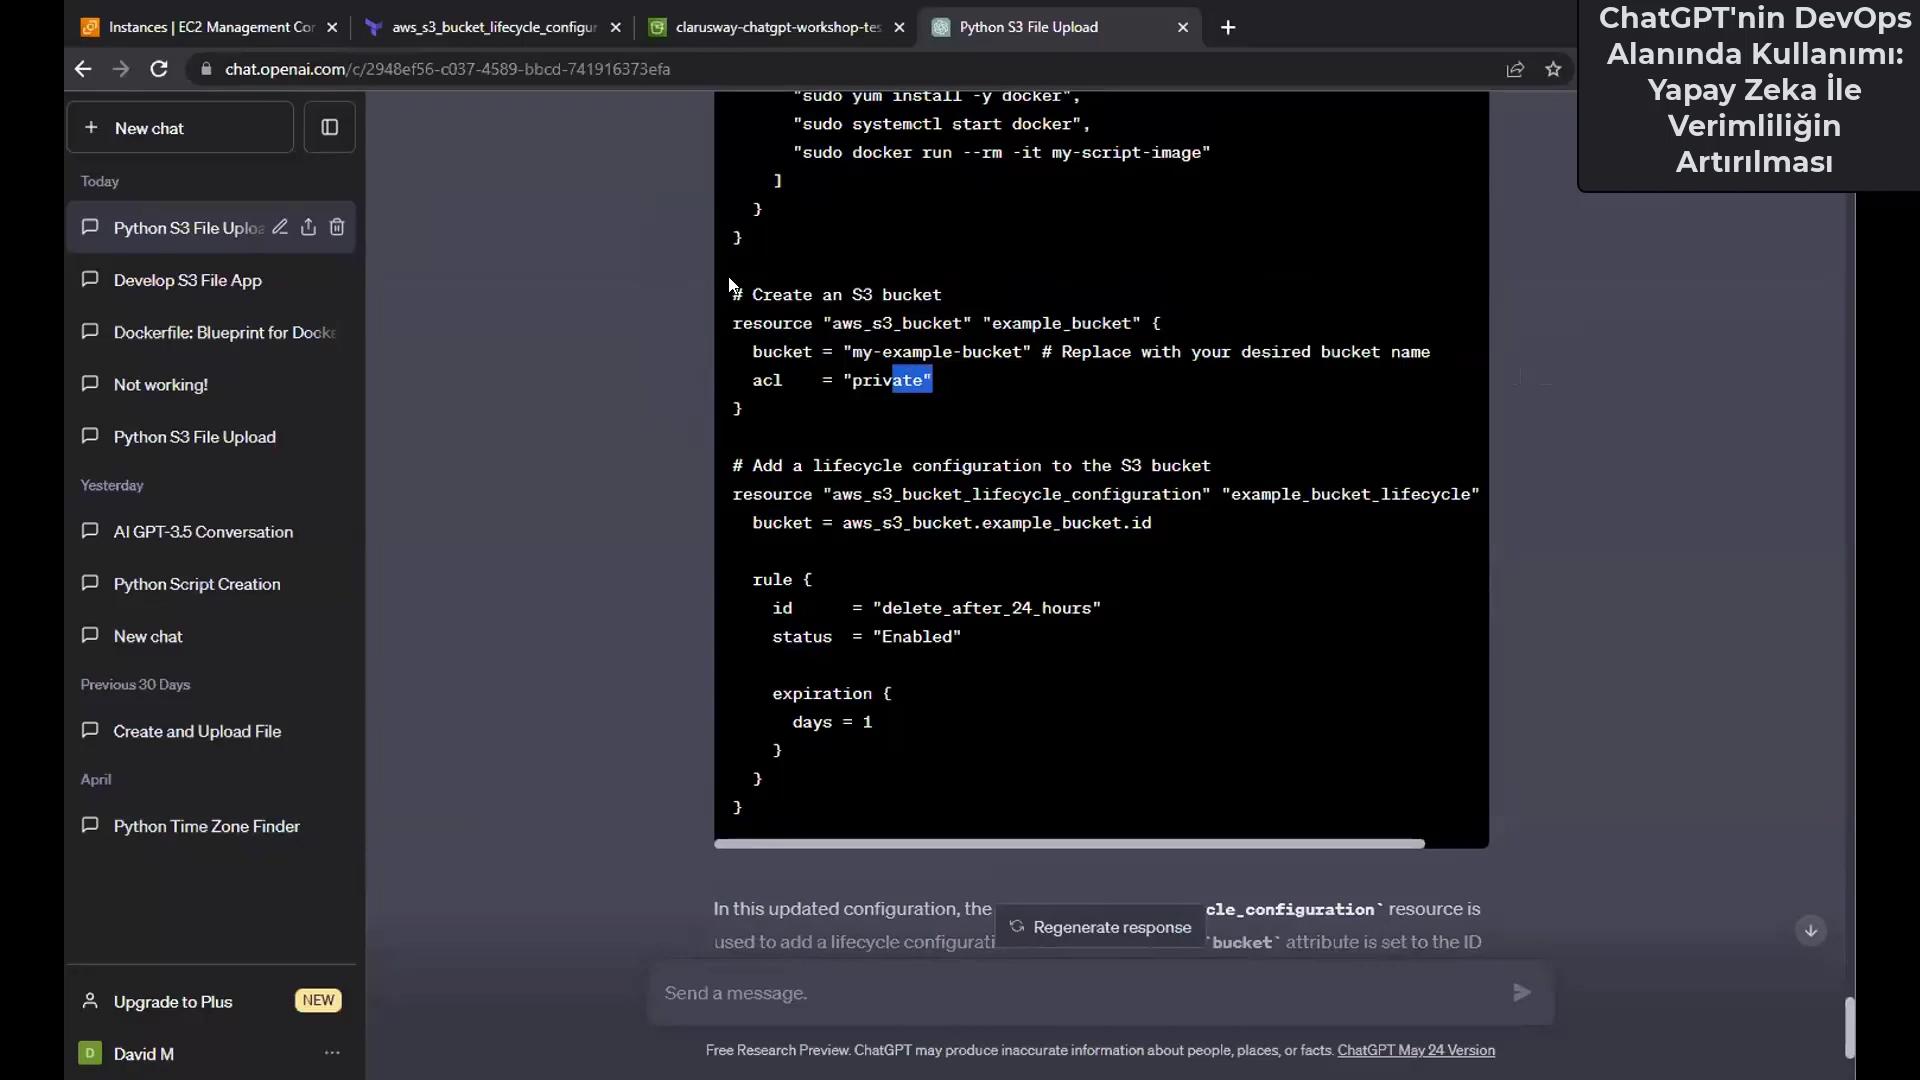 Instances | EC2 Management Cor
aws_s3_bucket_lifecycle_configur
clarusway-chatgpt-workshop-tes
Python S3 File Upload
chat.openai.com/c/2948ef56-c037-4589-bbcd-741916373efa
ChatGPT'nin DevOps
Alanında Kullanımı:
Yapay Zeka İle
Verimliliğin
Artırılması
New chat
Today
Python S3 File Uploa
Develop S3 File App
Dockerfile: Blueprint for Docke
Not working!
Python S3 File Upload
Yesterday
AI GPT-3.5 Conversation
Python Script Creation
New chat
Previous 30 Days
Create and Upload File
April
Python Time Zone Finder
Upgrade to Plus NEW
D David M
"sudo yum install -y docker",
"sudo systemctl start docker",
"sudo docker run --rm -it my-script-image"
]
}
}
# Create an S3 bucket
resource "aws_s3_bucket" "example_bucket" {
bucket = "my-example-bucket" # Replace with your desired bucket name
acl = "private"
}
# Add a lifecycle configuration to the S3 bucket
resource "aws_s3_bucket_lifecycle_configuration" "example_bucket_lifecycle"
bucket = aws_s3_bucket.example_bucket.id
rule {
id = "delete_after_24_hours"
status = "Enabled"
expiration {
days = 1
}
}
}
In this updated configuration, the cle_configuration` resource is
used to add a lifecycle configurati `bucket` attribute is set to the ID
Regenerate response
Send a message.
Free Research Preview. ChatGPT may produce inaccurate information about people, places, or facts. ChatGPT May 24 Version